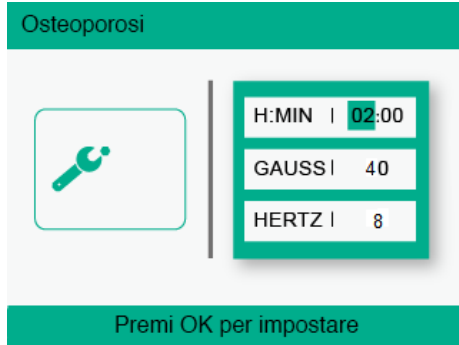 Osteoporosi
H:MIN | 02:00
GAUSS | 40
HERTZ | 8
Premi OK per impostare